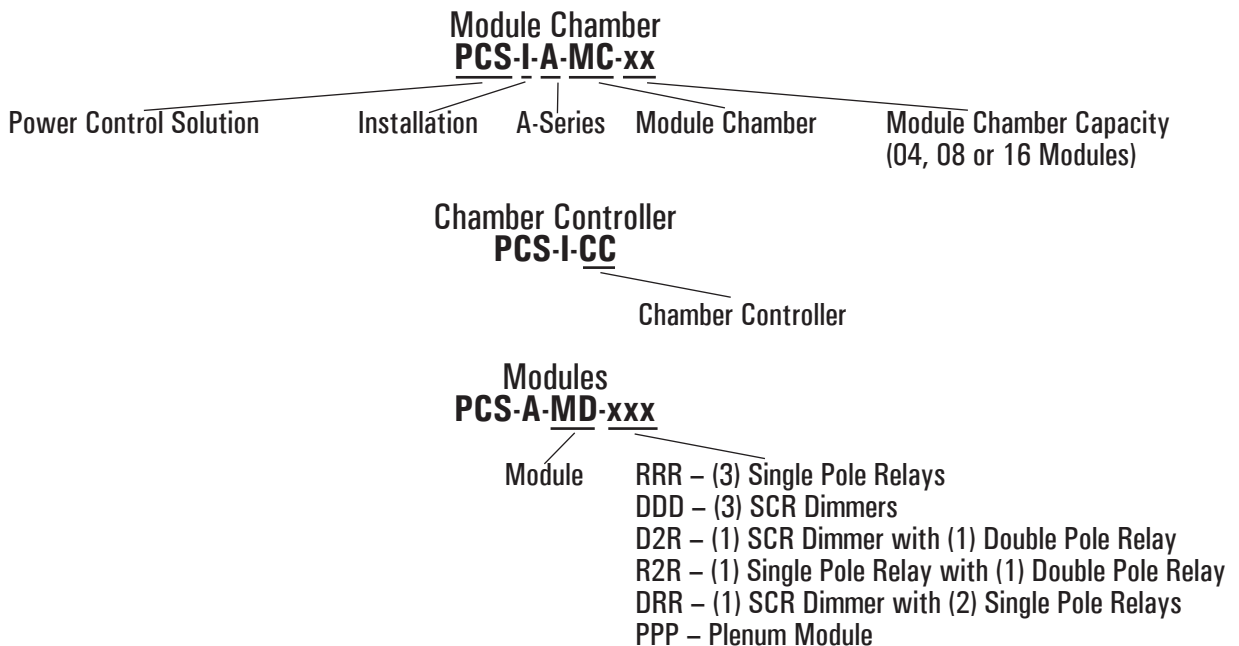 Module Chamber
PCS-I-A-MC-xx
Power Control Solution Installation A-Series Module Chamber Module Chamber Capacity
(04, 08 or 16 Modules)
Chamber Controller
PCS-I-CC
Chamber Controller
Modules
PCS-A-MD-xxx
Module RRR – (3) Single Pole Relays
DDD – (3) SCR Dimmers
D2R – (1) SCR Dimmer with (1) Double Pole Relay
R2R – (1) Single Pole Relay with (1) Double Pole Relay
DRR – (1) SCR Dimmer with (2) Single Pole Relays
PPP – Plenum Module